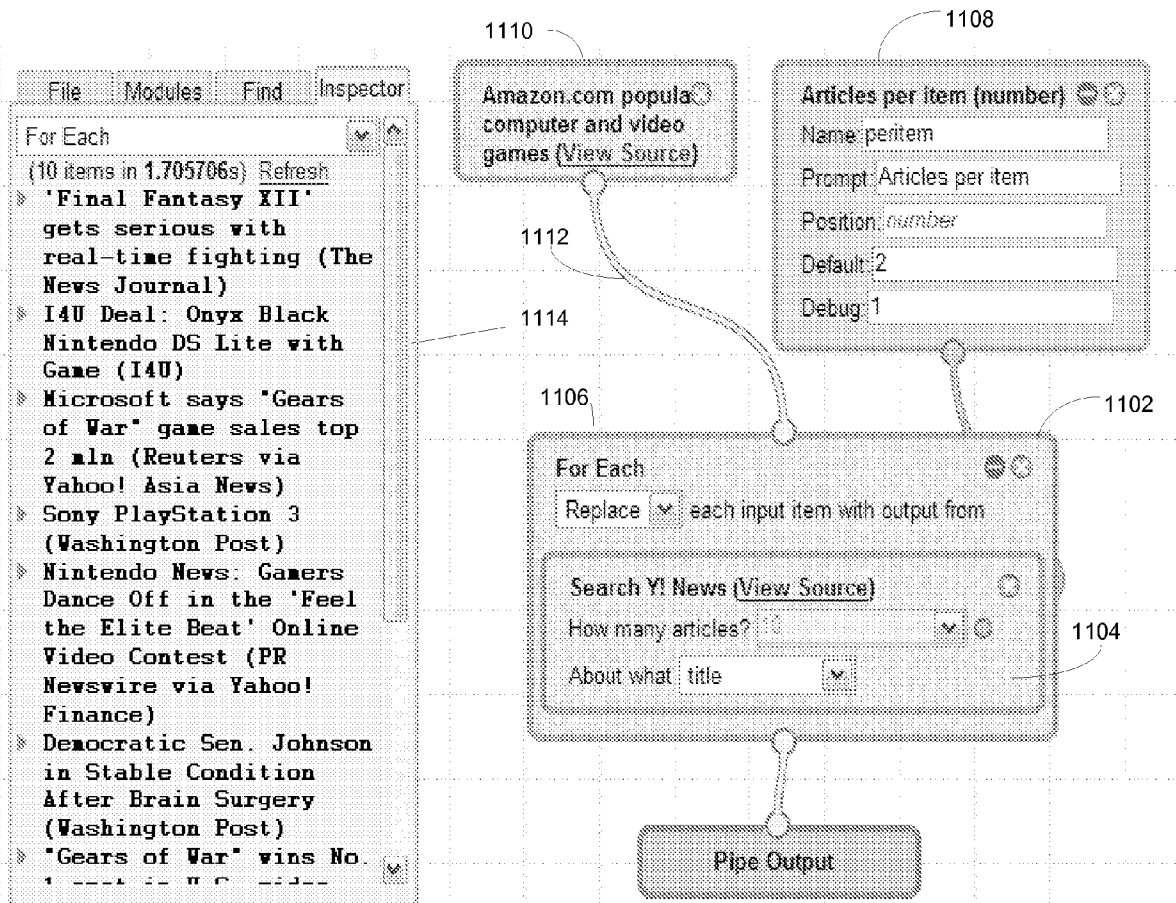 1110
1108
File Modules Find Inspector
For Each
(10 items in 1.705706s) Refresh
'Final Fantasy XII'
gets serious with
real-time fighting (The
News Journal)
I4U Deal: Onyx Black
Nintendo DS Lite with
Game (I4U)
Microsoft says "Gears
of War" game sales top
2 mln (Reuters via
Yahoo! Asia News)
Sony PlayStation 3
(Washington Post)
Nintendo News: Gamers
Dance Off in the 'Feel
the Elite Beat' Online
Video Contest (PR
Newswire via Yahoo!
Finance)
Democratic Sen. Johnson
in Stable Condition
After Brain Surgery
(Washington Post)
"Gears of War" wins No.
Amazon.com popula
computer and video
games (View Source)
Articles per item (number)
Name: peritem
Prompt: Articles per item
Position: number
Default: 2
Debug: 1
1112
1114
1106
1102
For Each
Replace each input item with output from
Search Y! News (View Source)
How many articles? 10
About what title
1104
Pipe Output